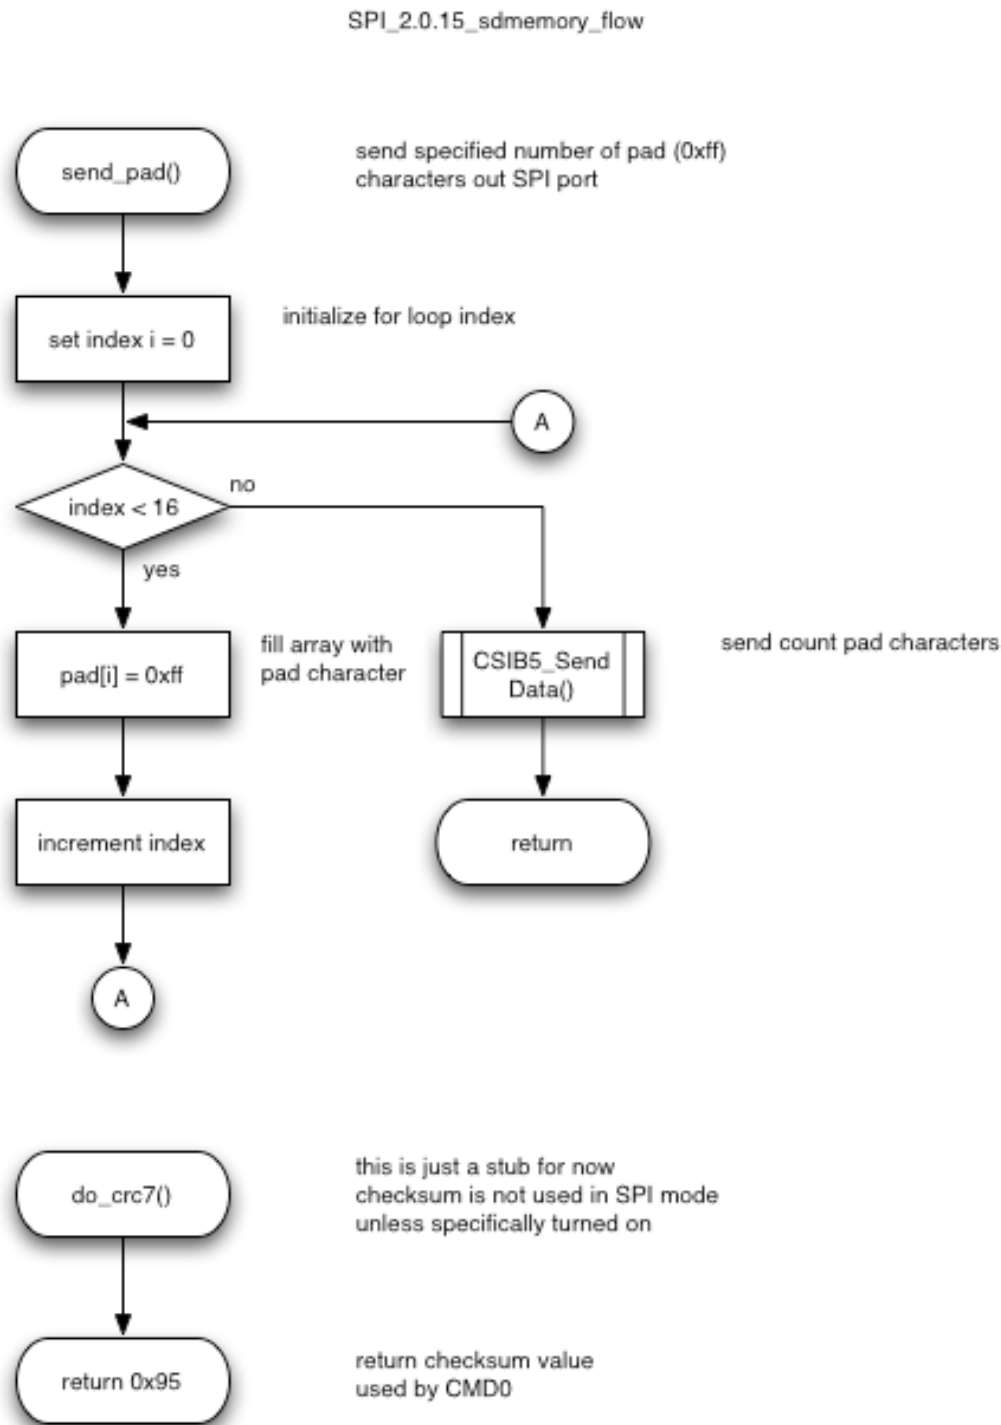 SPI_2.0.15_sdmemory_flow
send_pad()
send specified number of pad (0xff)
characters out SPI port
set index i = 0
initialize for loop index
A
index < 16
no
yes
pad[i] = 0xff
fill array with
pad character
CSIB5_Send
Data()
send count pad characters
increment index
return
A
do_crc7()
this is just a stub for now
checksum is not used in SPI mode
unless specifically turned on
return 0x95
return checksum value
used by CMD0